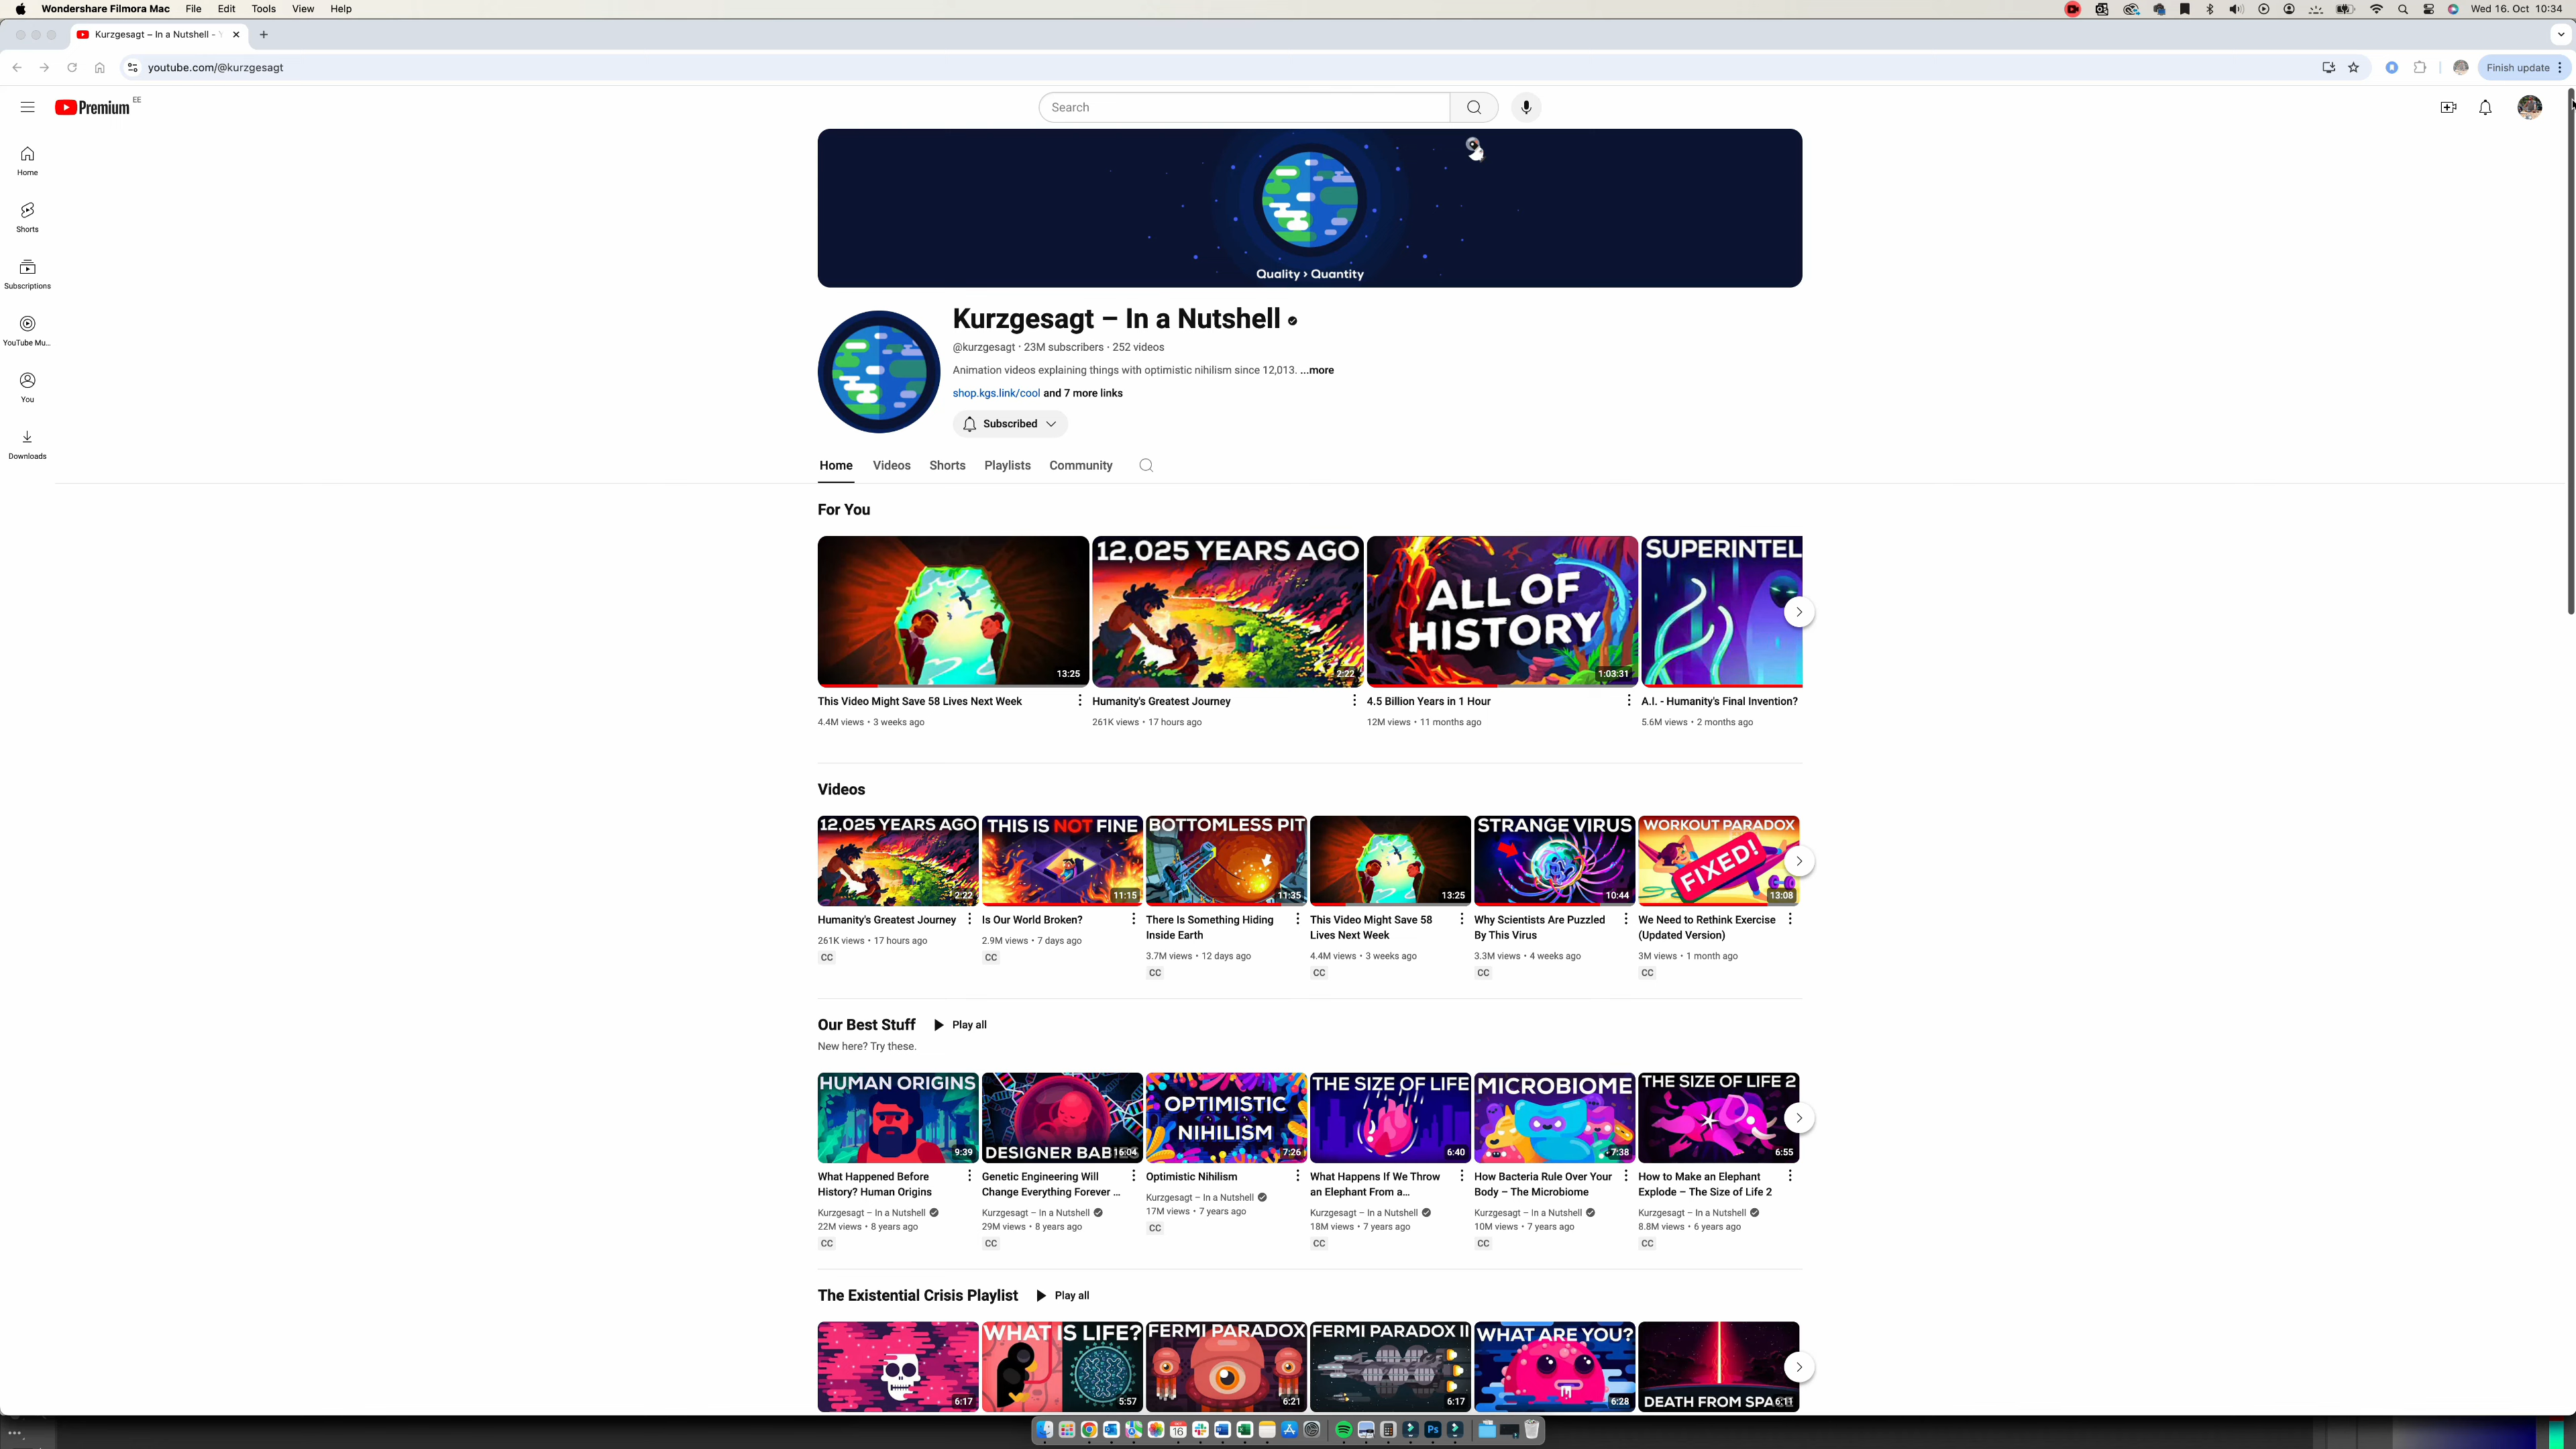 Wondershare Filmora Mac File Edit Tools View Help
Wed 16. Oct 10:34
Kurzgesagt – In a Nutshell -
youtube.com/@kurzgesagt
Finish update
Premium EE
Search
Home
Shorts
Subscriptions
YouTube Mu...
You
Downloads
Quality > Quantity
Kurzgesagt – In a Nutshell
@kurzgesagt · 23M subscribers · 252 videos
Animation videos explaining things with optimistic nihilism since 12,013. ...more
shop.kgs.link/cool and 7 more links
Subscribed
Home Videos Shorts Playlists Community
For You
13:25
12,025 YEARS AGO
2:22
ALL OF
HISTORY
1:03:31
SUPERINTEL
This Video Might Save 58 Lives Next Week
4.4M views • 3 weeks ago
Humanity's Greatest Journey
261K views • 17 hours ago
4.5 Billion Years in 1 Hour
12M views • 11 months ago
A.I. - Humanity's Final Invention?
5.6M views • 2 months ago
Videos
12,025 YEARS AGO
2:22
Humanity's Greatest Journey
261K views • 17 hours ago
CC
THIS IS NOT FINE
11:15
Is Our World Broken?
2.9M views • 7 days ago
CC
BOTTOMLESS PIT
11:35
There Is Something Hiding
Inside Earth
3.7M views • 12 days ago
CC
13:25
This Video Might Save 58
Lives Next Week
4.4M views • 3 weeks ago
CC
STRANGE VIRUS
10:44
Why Scientists Are Puzzled
By This Virus
3.3M views • 4 weeks ago
CC
WORKOUT PARADOX
FIXED!
13:08
We Need to Rethink Exercise
(Updated Version)
3M views • 1 month ago
CC
Our Best Stuff Play all
New here? Try these.
HUMAN ORIGINS
9:39
What Happened Before
History? Human Origins
Kurzgesagt – In a Nutshell
22M views • 8 years ago
CC
DESIGNER BABIES
16:04
Genetic Engineering Will
Change Everything Forever ...
Kurzgesagt – In a Nutshell
29M views • 8 years ago
CC
OPTIMISTIC
NIHILISM
7:26
Optimistic Nihilism
Kurzgesagt – In a Nutshell
17M views • 7 years ago
CC
THE SIZE OF LIFE
6:40
What Happens If We Throw
an Elephant From a...
Kurzgesagt – In a Nutshell
18M views • 7 years ago
CC
MICROBIOME
7:38
How Bacteria Rule Over Your
Body – The Microbiome
Kurzgesagt – In a Nutshell
10M views • 7 years ago
CC
THE SIZE OF LIFE 2
6:55
How to Make an Elephant
Explode – The Size of Life 2
Kurzgesagt – In a Nutshell
8.8M views • 6 years ago
CC
The Existential Crisis Playlist Play all
6:17
WHAT IS LIFE?
5:57
FERMI PARADOX
6:21
FERMI PARADOX II
6:17
WHAT ARE YOU?
6:28
DEATH FROM SPACE
16
Ps